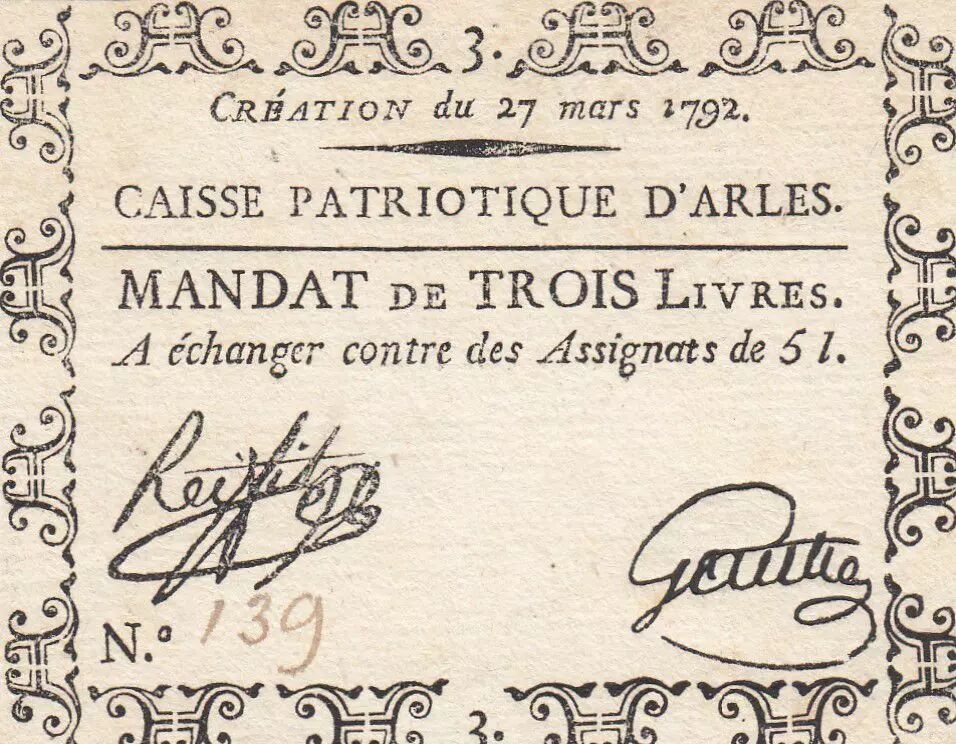 3.
CRÉATION du 27 mars 1792.
CAISSE PATRIOTIQUE D'ARLES.
MANDAT DE TROIS LIVRES.
A échanger contre des Assignats de 5 l.
N.° 139
3.